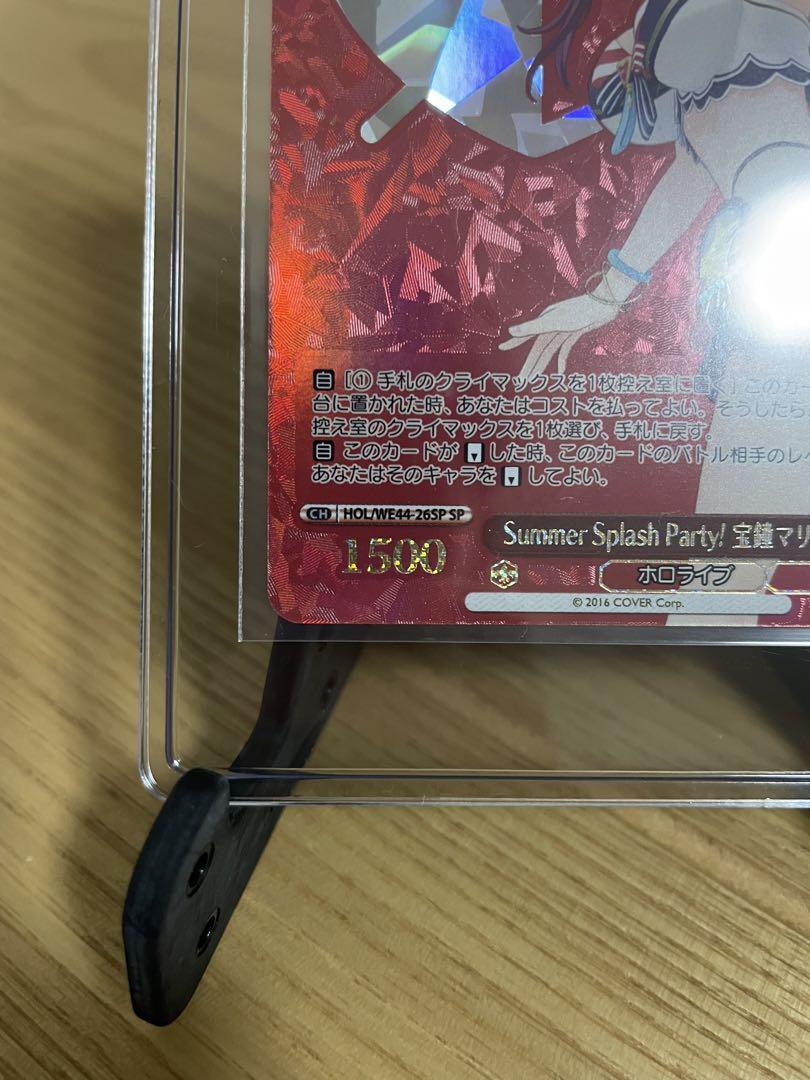 自［① 手札のクライマックスを1枚控え室に置く］このカ
台に置かれた時、あなたはコストを払ってよい。そうしたら
控え室のクライマックスを1枚選び、手札に戻す。
自 このカードが した時、このカードのバトル相手のレ
あなたはそのキャラを してよい。
CH HOL/WE44-26SP SP
Summer Splash Party! 宝鐘マリ
1500
ホロライブ
© 2016 COVER Corp.